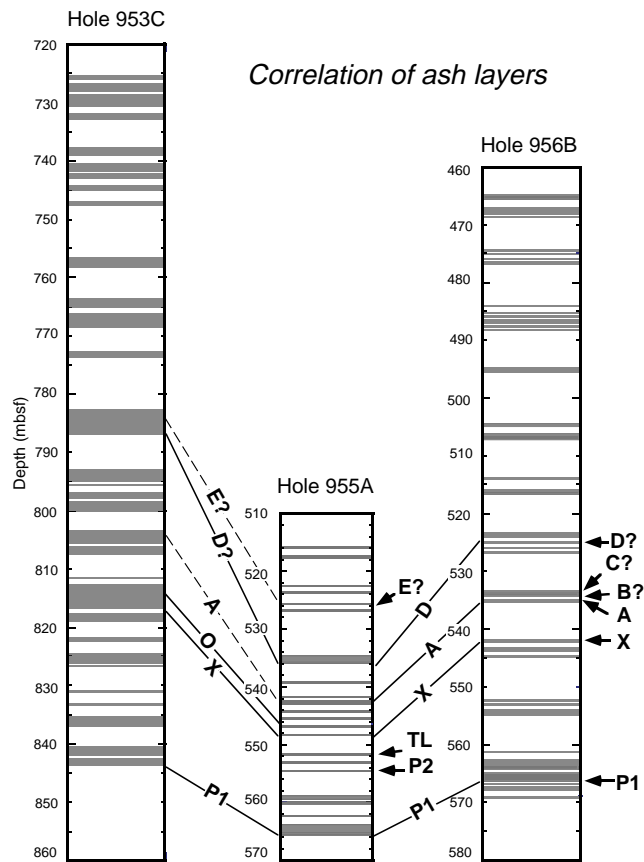 Hole 953C
Correlation of ash layers
Hole 956B
Hole 955A
Depth (mbsf)
720
730
740
750
760
770
780
790
800
810
820
830
840
850
860
E?
D?
A
O
X
P1
510
520
530
540
550
560
570
E?
TL
P2
D
A
X
P1
460
470
480
490
500
510
520
530
540
550
560
570
580
D?
C?
B?
A
X
P1